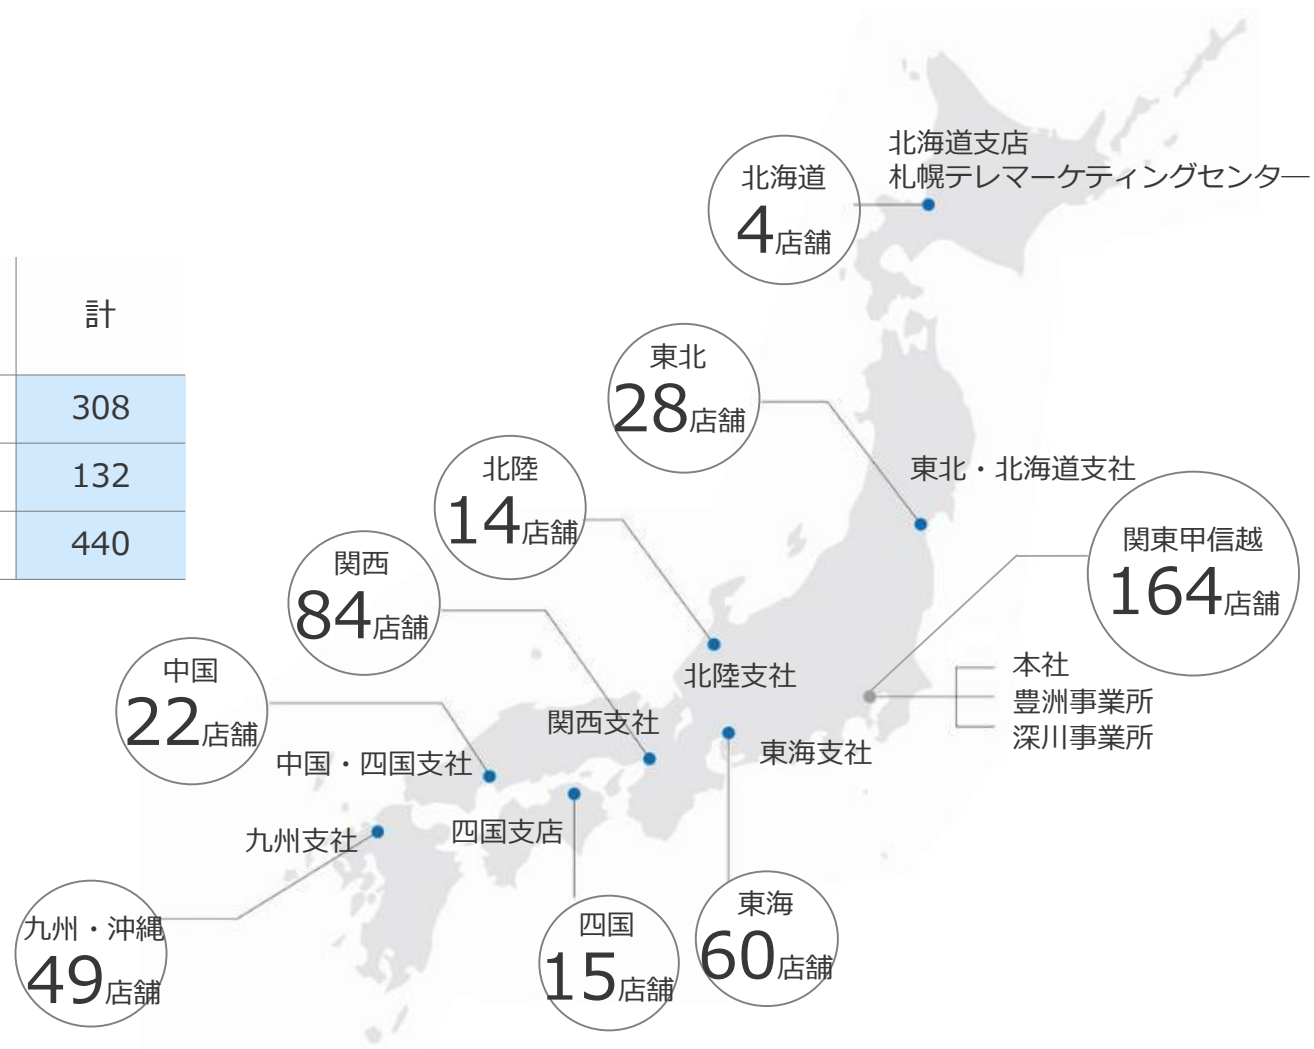 計
308
132
440
北海道支店
札幌テレマーケティングセンター
北海道
4店舗
東北
28店舗
東北・北海道支社
北陸
14店舗
関東甲信越
164店舗
関西
84店舗
中国
22店舗
北陸支社
本社
豊洲事業所
深川事業所
関西支社
東海支社
中国・四国支社
四国支店
九州支社
九州・沖縄
49店舗
四国
15店舗
東海
60店舗